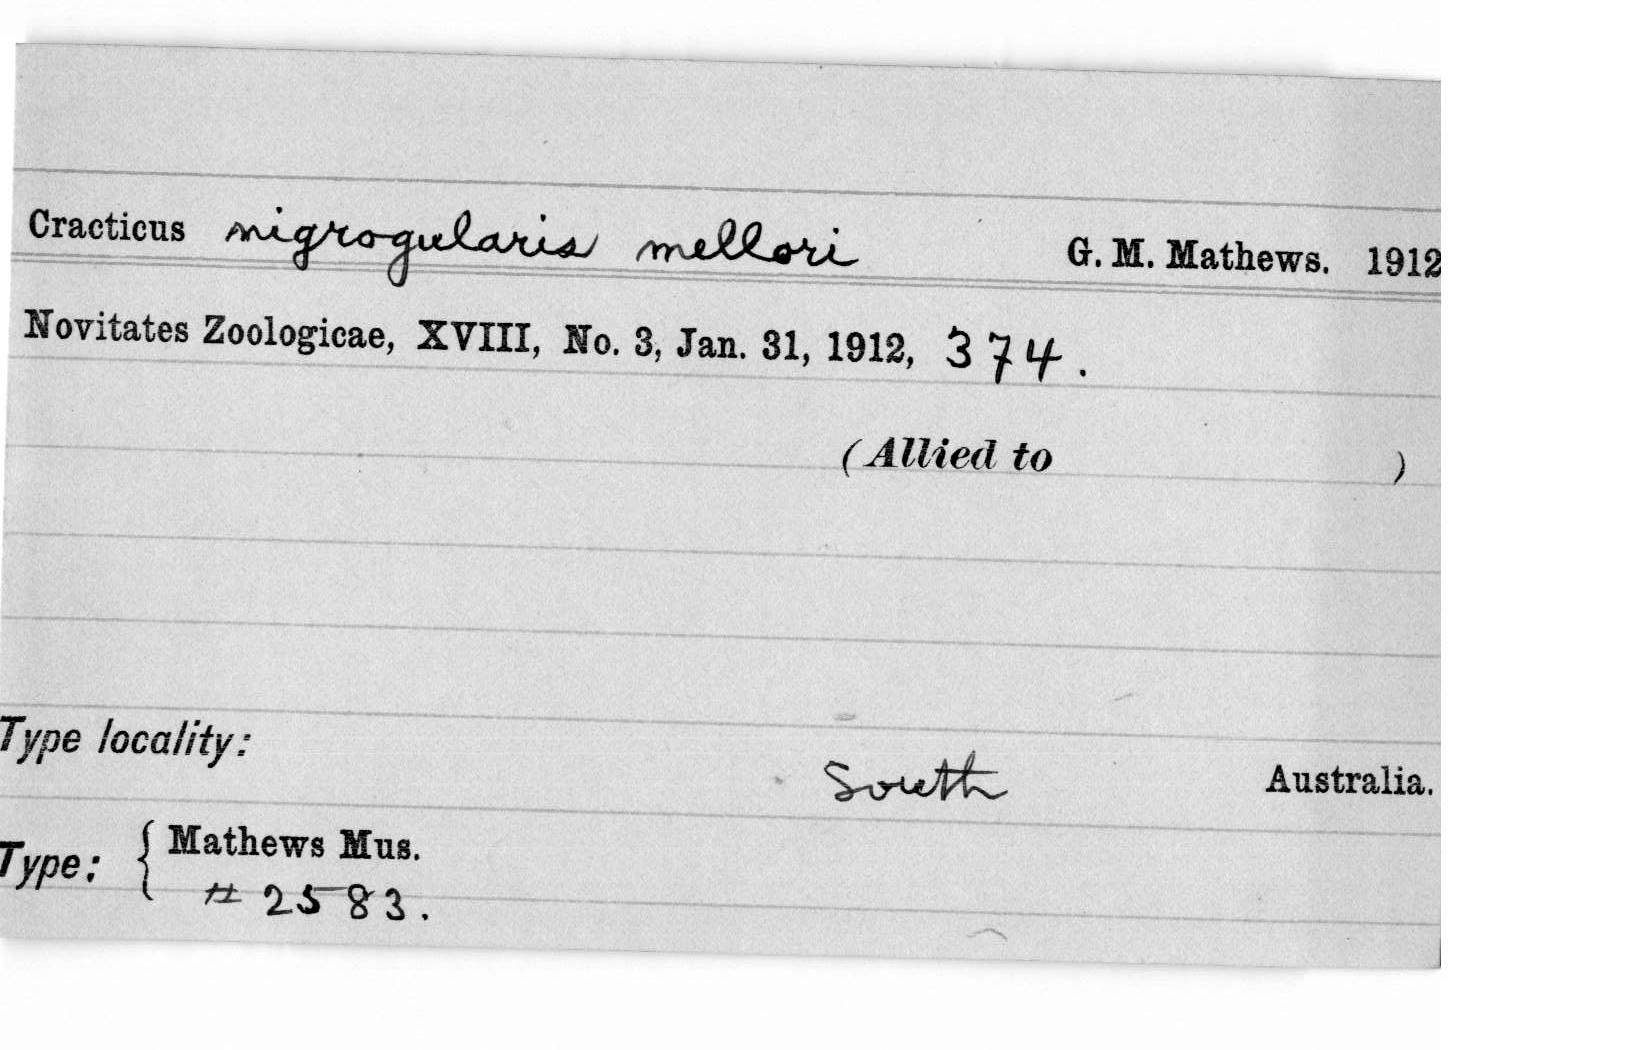 Cracticus nigrogularis mellori G. M. Mathews. 1912
Novitates Zoologicae, XVIII, No. 3, Jan. 31, 1912, 374.
(Allied to )
Type locality:
South Australia.
Type: { Mathews Mus.
# 2583.